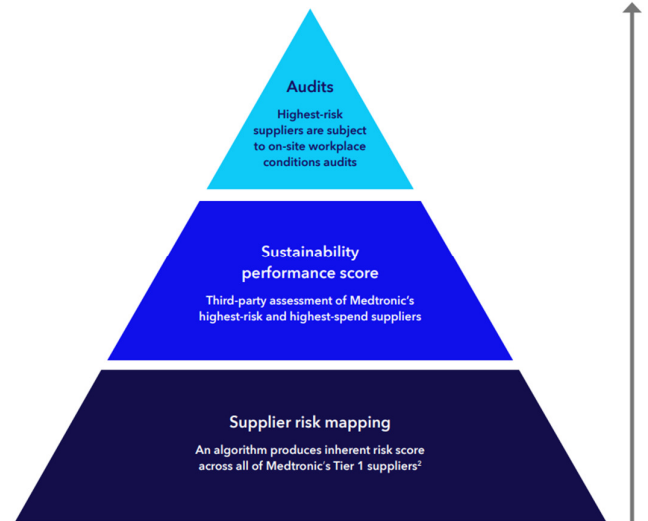 Audits
Highest-risk
suppliers are subject
to on-site workplace
conditions audits
Sustainability
performance score
Third-party assessment of Medtronic's
highest-risk and highest-spend suppliers
Supplier risk mapping
An algorithm produces inherent risk score
across all of Medtronic's Tier 1 suppliers²